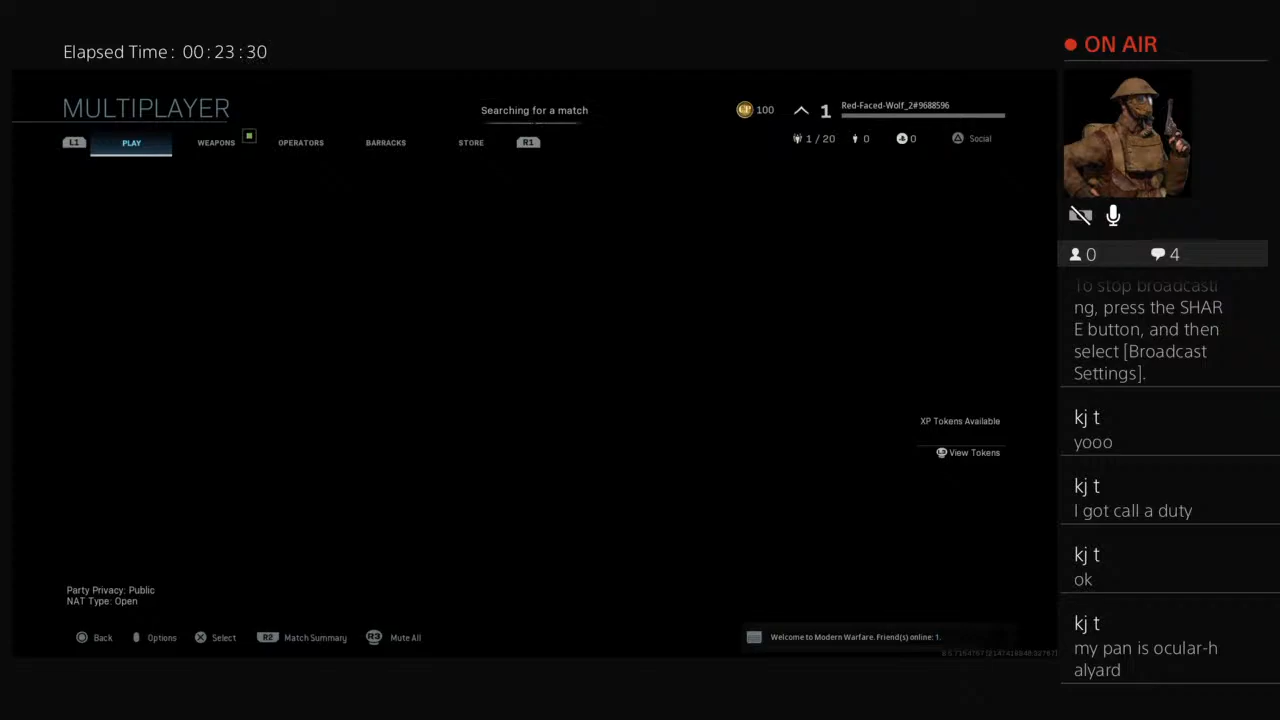 Elapsed Time: 00:23:30
ON AIR
MULTIPLAYER
Searching for a match
100
1
Red-Faced-Wolf_2#9688596
L1 PLAY WEAPONS OPERATORS BARRACKS STORE R1
1 / 20 0 0 Social
0 4
To stop broadcasti
ng, press the SHAR
E button, and then
select [Broadcast
Settings].
kj t
yooo
kj t
I got call a duty
kj t
ok
kj t
my pan is ocular-h
alyard
XP Tokens Available
View Tokens
Party Privacy: Public
NAT Type: Open
Back Options Select R2 Match Summary R3 Mute All
Welcome to Modern Warfare. Friend(s) online: 1.